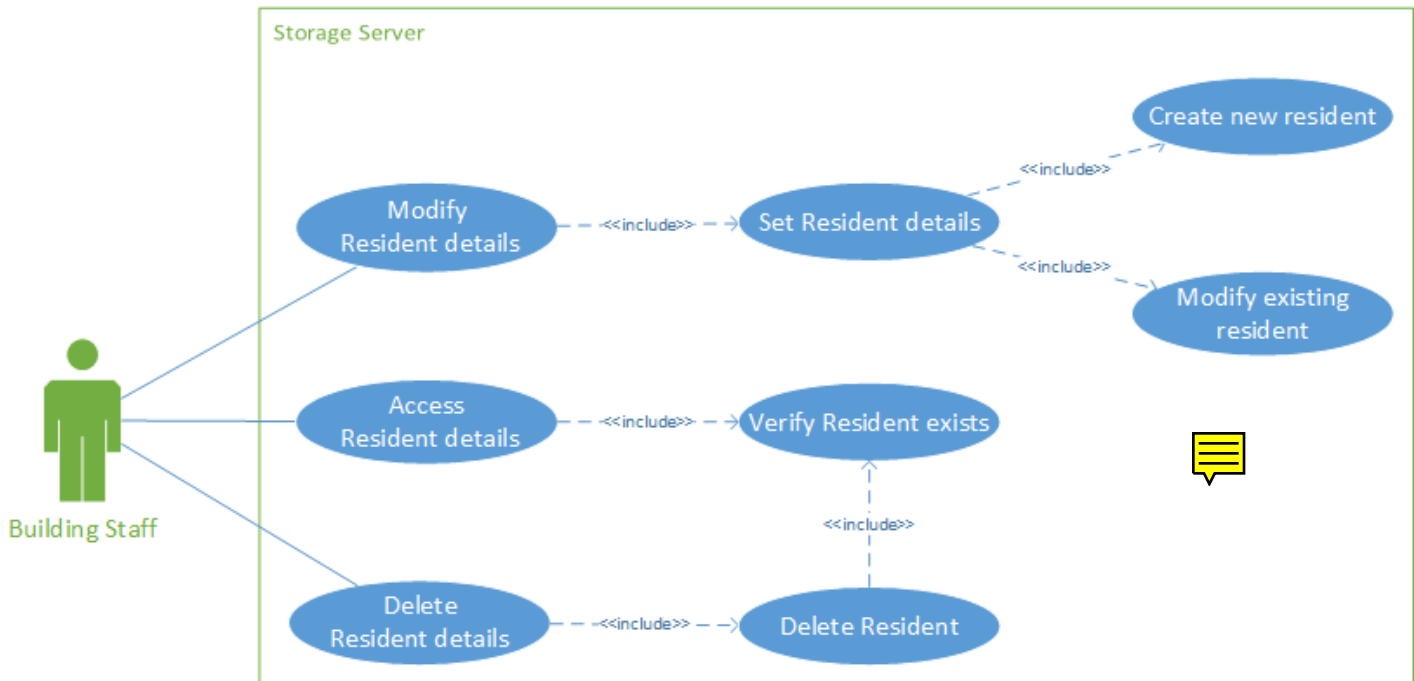 Storage Server
Create new resident
<<include>>
Modify
Resident details
<<include>>
Set Resident details
<<include>>
Modify existing
resident
Access
Resident details
<<include>>
Verify Resident exists
<<include>>
Building Staff
Delete
Resident details
<<include>>
Delete Resident